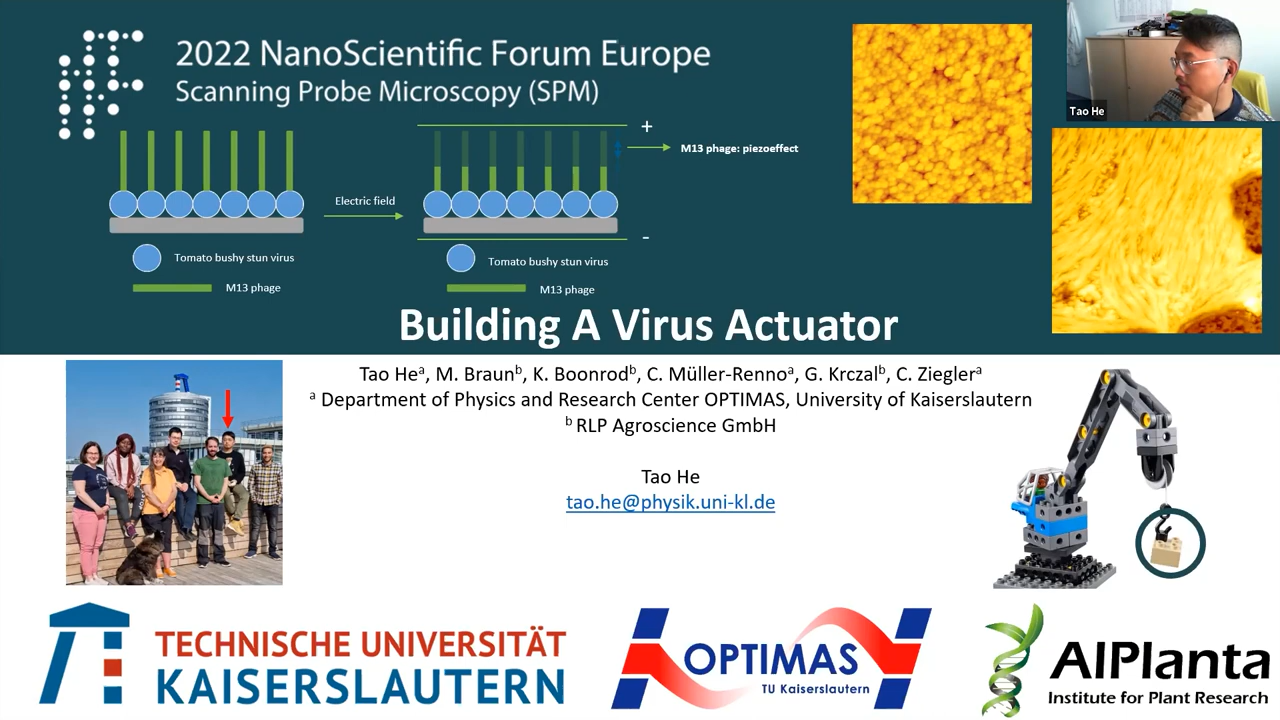 2022 NanoScientific Forum Europe
Scanning Probe Microscopy (SPM)
Tao He
+
M13 phage: piezoeffect
Electric field
-
Tomato bushy stun virus
M13 phage
Tomato bushy stun virus
M13 phage
Building A Virus Actuator
Tao Heᵃ, M. Braunᵇ, K. Boonrodᵇ, C. Müller-Rennoᵃ, G. Krczalᵇ, C. Zieglerᵃ
ᵃ Department of Physics and Research Center OPTIMAS, University of Kaiserslautern
ᵇ RLP Agroscience GmbH
Tao He
tao.he@physik.uni-kl.de
TECHNISCHE UNIVERSITÄT
KAISERSLAUTERN
OPTIMAS
TU Kaiserslautern
AlPlanta
Institute for Plant Research